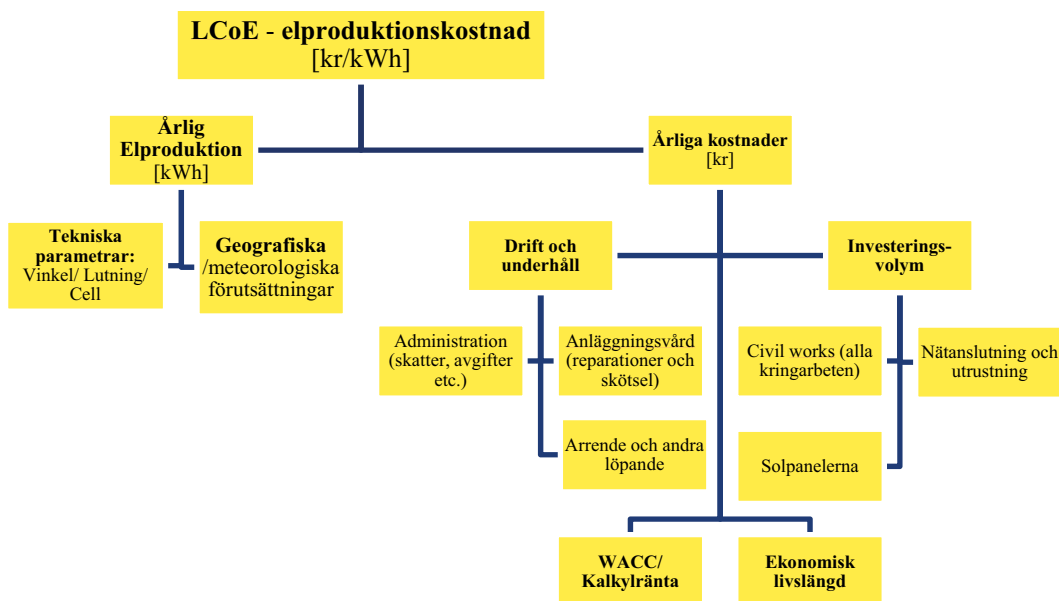 LCoE - elproduktionskostnad
[kr/kWh]
Årlig
Elproduktion
[kWh]
Årliga kostnader
[kr]
Tekniska
parametrar:
Vinkel/ Lutning/
Cell
Geografiska
/meteorologiska
förutsättningar
Drift och
underhåll
Investerings-
volym
Administration
(skatter, avgifter
etc.)
Anläggningsvård
(reparationer och
skötsel)
Civil works (alla
kringarbeten)
Nätanslutning och
utrustning
Arrende och andra
löpande
Solpanelerna
WACC/
Kalkylränta
Ekonomisk
livslängd